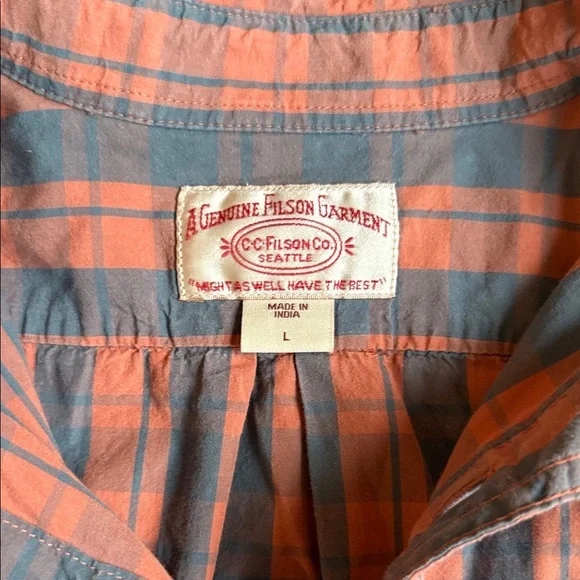 A GENUINE FILSON GARMENT
C·C·FILSON CO.
SEATTLE
"MIGHT AS WELL HAVE THE BEST"
MADE IN
INDIA
L